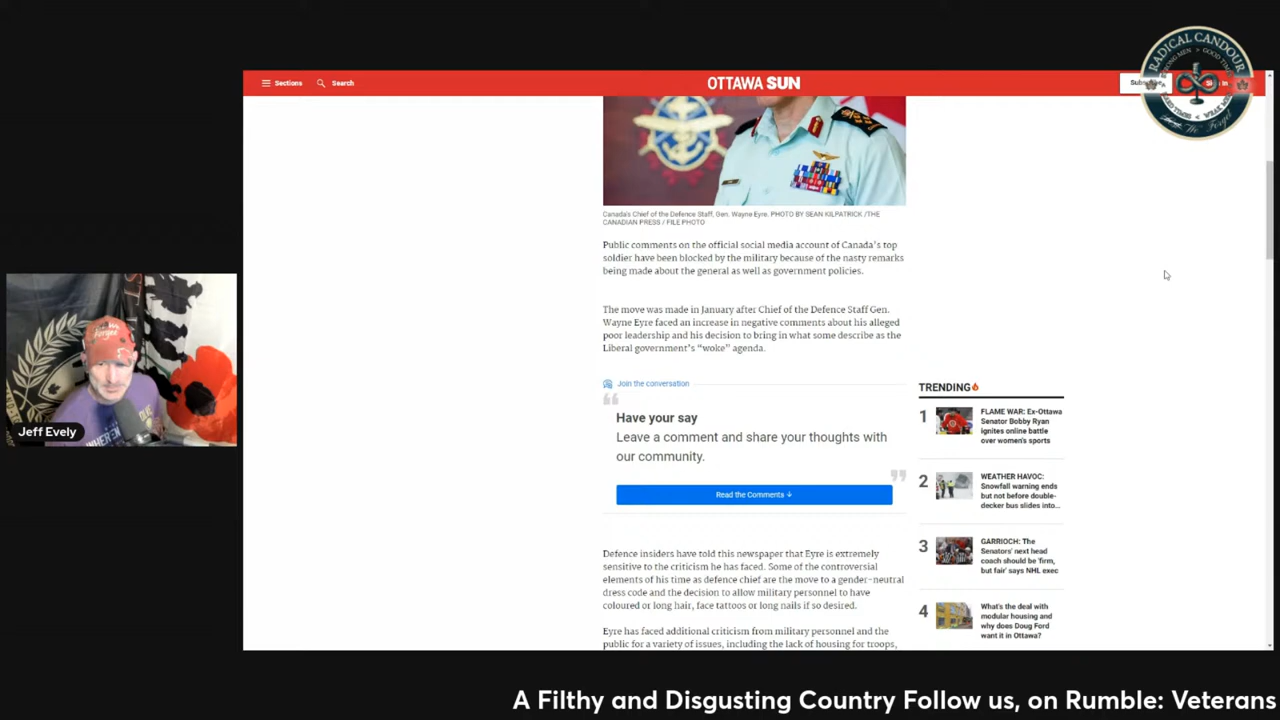 RADICAL CANDOUR
Sections
Search
OTTAWA SUN
Canada's Chief of the Defence Staff, Gen. Wayne Eyre. PHOTO BY SEAN KILPATRICK /THE
CANADIAN PRESS / FILE PHOTO
Public comments on the official social media account of Canada's top
soldier have been blocked by the military because of the nasty remarks
being made about the general as well as government policies.
The move was made in January after Chief of the Defence Staff Gen.
Wayne Eyre faced an increase in negative comments about his alleged
poor leadership and his decision to bring in what some describe as the
Liberal government's “woke” agenda.
Join the conversation
Have your say
Leave a comment and share your thoughts with
our community.
Read the Comments
Defence insiders have told this newspaper that Eyre is extremely
sensitive to the criticism he has faced. Some of the controversial
elements of his time as defence chief are the move to a gender-neutral
dress code and the decision to allow military personnel to have
coloured or long hair, face tattoos or long nails if so desired.
Eyre has faced additional criticism from military personnel and the
public for a variety of issues, including the lack of housing for troops,
TRENDING
1
FLAME WAR: Ex-Ottawa
Senator Bobby Ryan
ignites online battle
over women's sports
2
WEATHER HAVOC:
Snowfall warning ends
but not before double-
decker bus slides into...
3
GARRIOCH: The
Senators' next head
coach should be 'firm,
but fair' says NHL exec
4
What's the deal with
modular housing and
why does Doug Ford
want it in Ottawa?
Jeff Evely
A Filthy and Disgusting Country Follow us, on Rumble: Veterans